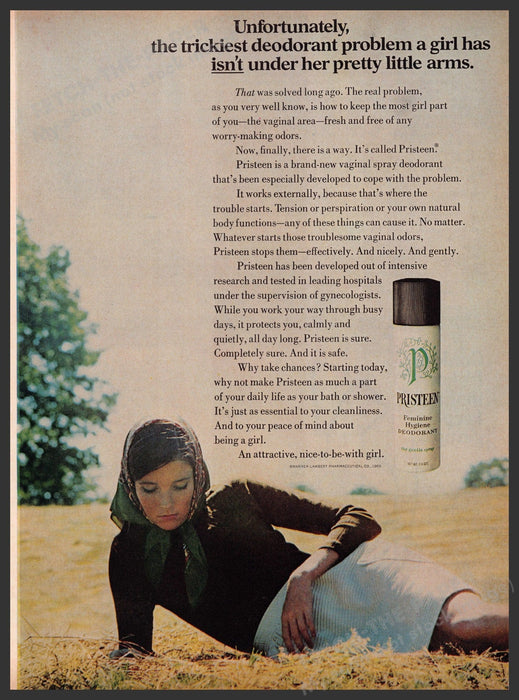 Unfortunately,
the trickiest deodorant problem a girl has
isn't under her pretty little arms.
That was solved long ago. The real problem,
as you very well know, is how to keep the most girl part
of you—the vaginal area—fresh and free of any
worry-making odors.
Now, finally, there is a way. It's called Pristeen.®
Pristeen is a brand-new vaginal spray deodorant
that's been especially developed to cope with the problem.
It works externally, because that's where the
trouble starts. Tension or perspiration or your own natural
body functions—any of these things can cause it. No matter.
Whatever starts those troublesome vaginal odors,
Pristeen stops them—effectively. And nicely. And gently.
Pristeen has been developed out of intensive
research and tested in leading hospitals
under the supervision of gynecologists.
While you work your way through busy
days, it protects you, calmly and
quietly, all day long. Pristeen is sure.
Completely sure. And it is safe.
Why take chances? Starting today,
why not make Pristeen as much a part
of your daily life as your bath or shower.
It's just as essential to your cleanliness.
And to your peace of mind about
being a girl.
An attractive, nice-to-be-with girl.
WARNER-LAMBERT PHARMACEUTICAL CO., 1969
P
PRISTEEN
Feminine
Hygiene
DEODORANT
the gentle spray